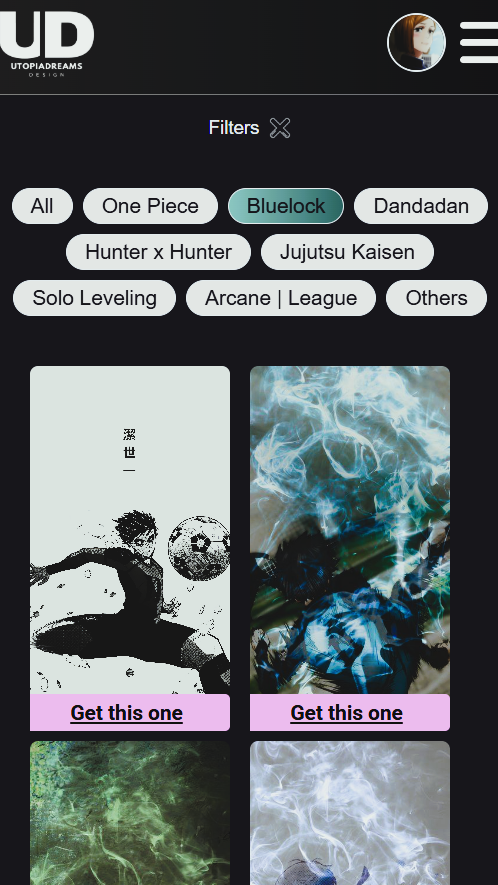 UD
UTOPIADREAMS
DESIGN
Filters
All
One Piece
Bluelock
Dandadan
Hunter x Hunter
Jujutsu Kaisen
Solo Leveling
Arcane | League
Others
潔
世
一
Get this one
Get this one